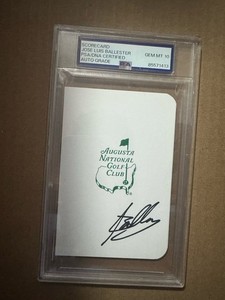 SCORECARD
JOSE LUIS BALLESTER
PSA/DNA CERTIFIED
AUTO GRADE
GEM MT 10
AUGUSTA
NATIONAL
GOLF
CLUB